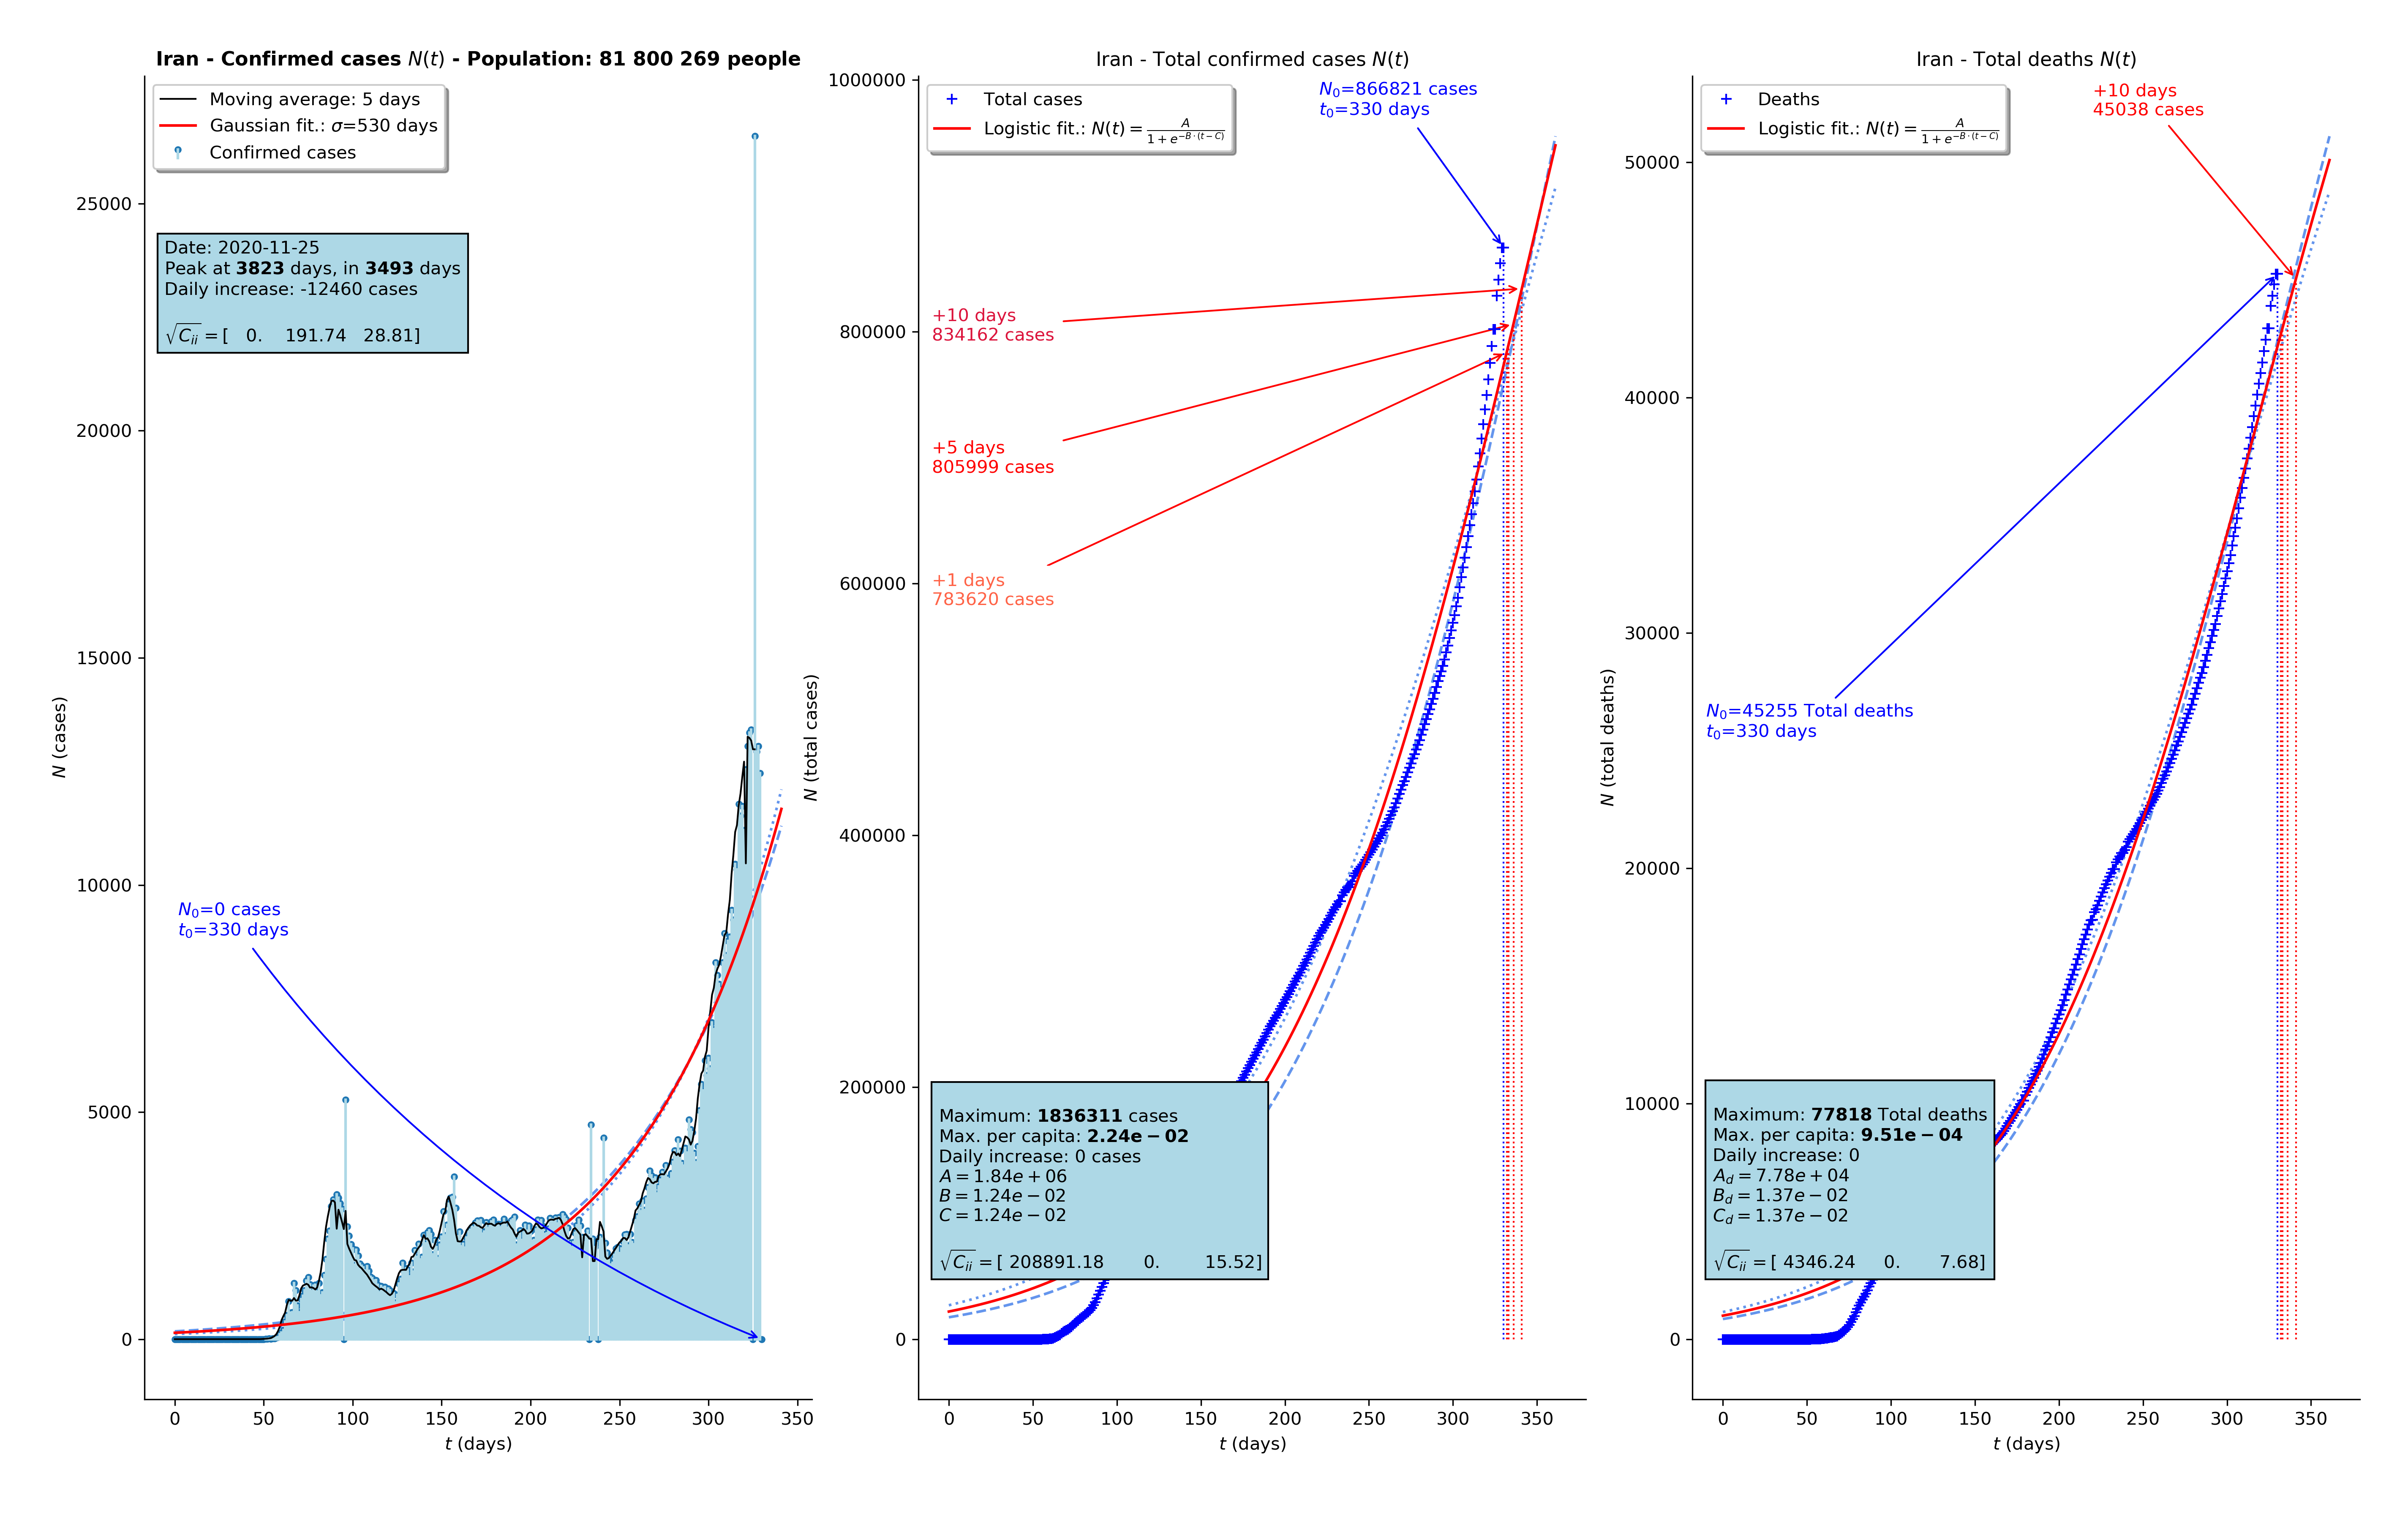 Iran - Confirmed cases N(t) - Population: 81 800 269 people
Moving average: 5 days
Gaussian fit.: σ=530 days
Confirmed cases
Date: 2020-11-25
Peak at 3823 days, in 3493 days
Daily increase: -12460 cases
√C_ii = [ 0. 191.74 28.81]
N₀=0 cases
t₀=330 days
N (cases)
25000
20000
15000
10000
5000
0
0 50 100 150 200 250 300 350
t (days)
Iran - Total confirmed cases N(t)
Total cases
Logistic fit.: N(t) = A / (1 + e^(−B·(t−C)))
N₀=866821 cases
t₀=330 days
+10 days
834162 cases
+5 days
805999 cases
+1 days
783620 cases
Maximum: 1836311 cases
Max. per capita: 2.24e − 02
Daily increase: 0 cases
A = 1.84e + 06
B = 1.24e − 02
C = 1.24e − 02
√C_ii = [ 208891.18 0. 15.52]
N (total cases)
1000000
800000
600000
400000
200000
0
0 50 100 150 200 250 300 350
t (days)
Iran - Total deaths N(t)
Deaths
Logistic fit.: N(t) = A / (1 + e^(−B·(t−C)))
+10 days
45038 cases
N₀=45255 Total deaths
t₀=330 days
Maximum: 77818 Total deaths
Max. per capita: 9.51e − 04
Daily increase: 0
A_d = 7.78e + 04
B_d = 1.37e − 02
C_d = 1.37e − 02
√C_ii = [ 4346.24 0. 7.68]
N (total deaths)
50000
40000
30000
20000
10000
0
0 50 100 150 200 250 300 350
t (days)